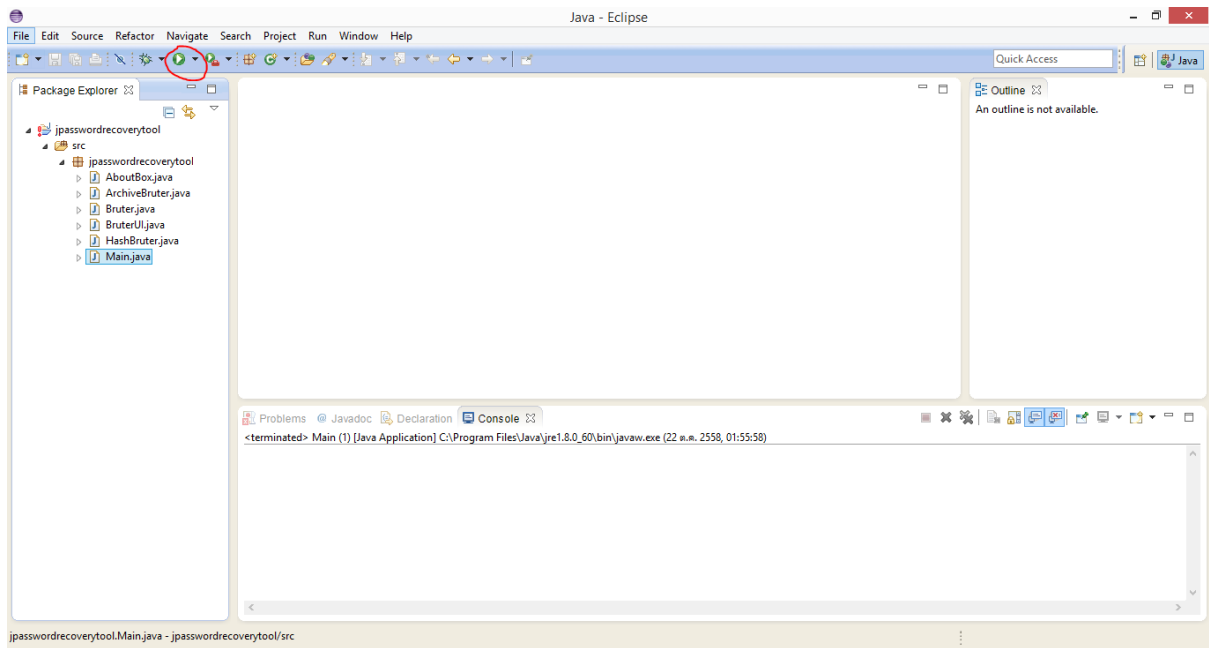 Java - Eclipse
File Edit Source Refactor Navigate Search Project Run Window Help
Quick Access
Java
Package Explorer
jpasswordrecoverytool
src
jpasswordrecoverytool
AboutBox.java
ArchiveBruter.java
Bruter.java
BruterUI.java
HashBruter.java
Main.java
Outline
An outline is not available.
Problems @ Javadoc Declaration Console
<terminated> Main (1) [Java Application] C:\Program Files\Java\jre1.8.0_60\bin\javaw.exe (22 ต.ค. 2558, 01:55:58)
jpasswordrecoverytool.Main.java - jpasswordrecoverytool/src